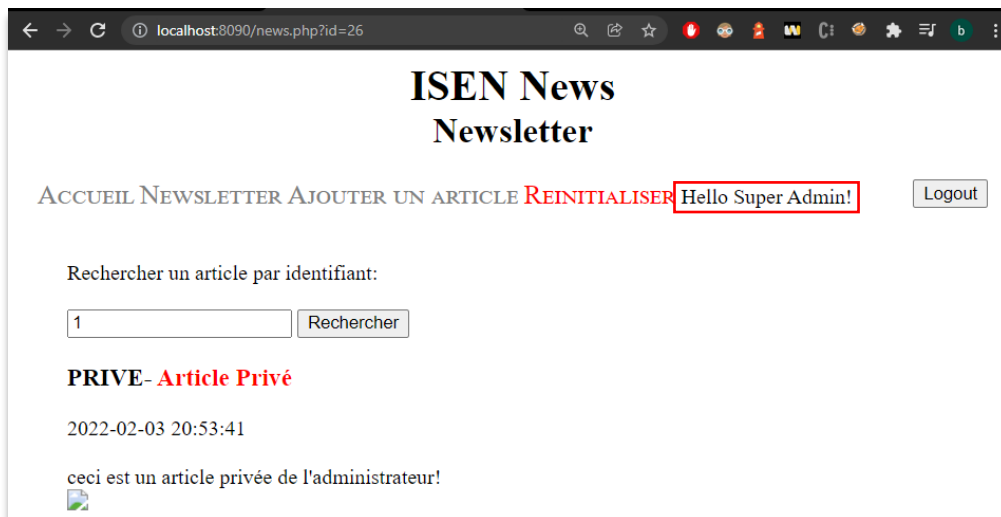 localhost:8090/news.php?id=26
ISEN News
Newsletter
ACCUEIL NEWSLETTER AJOUTER UN ARTICLE REINITIALISER Hello Super Admin! Logout
Rechercher un article par identifiant:
1 Rechercher
PRIVE- Article Privé
2022-02-03 20:53:41
ceci est un article privée de l'administrateur!